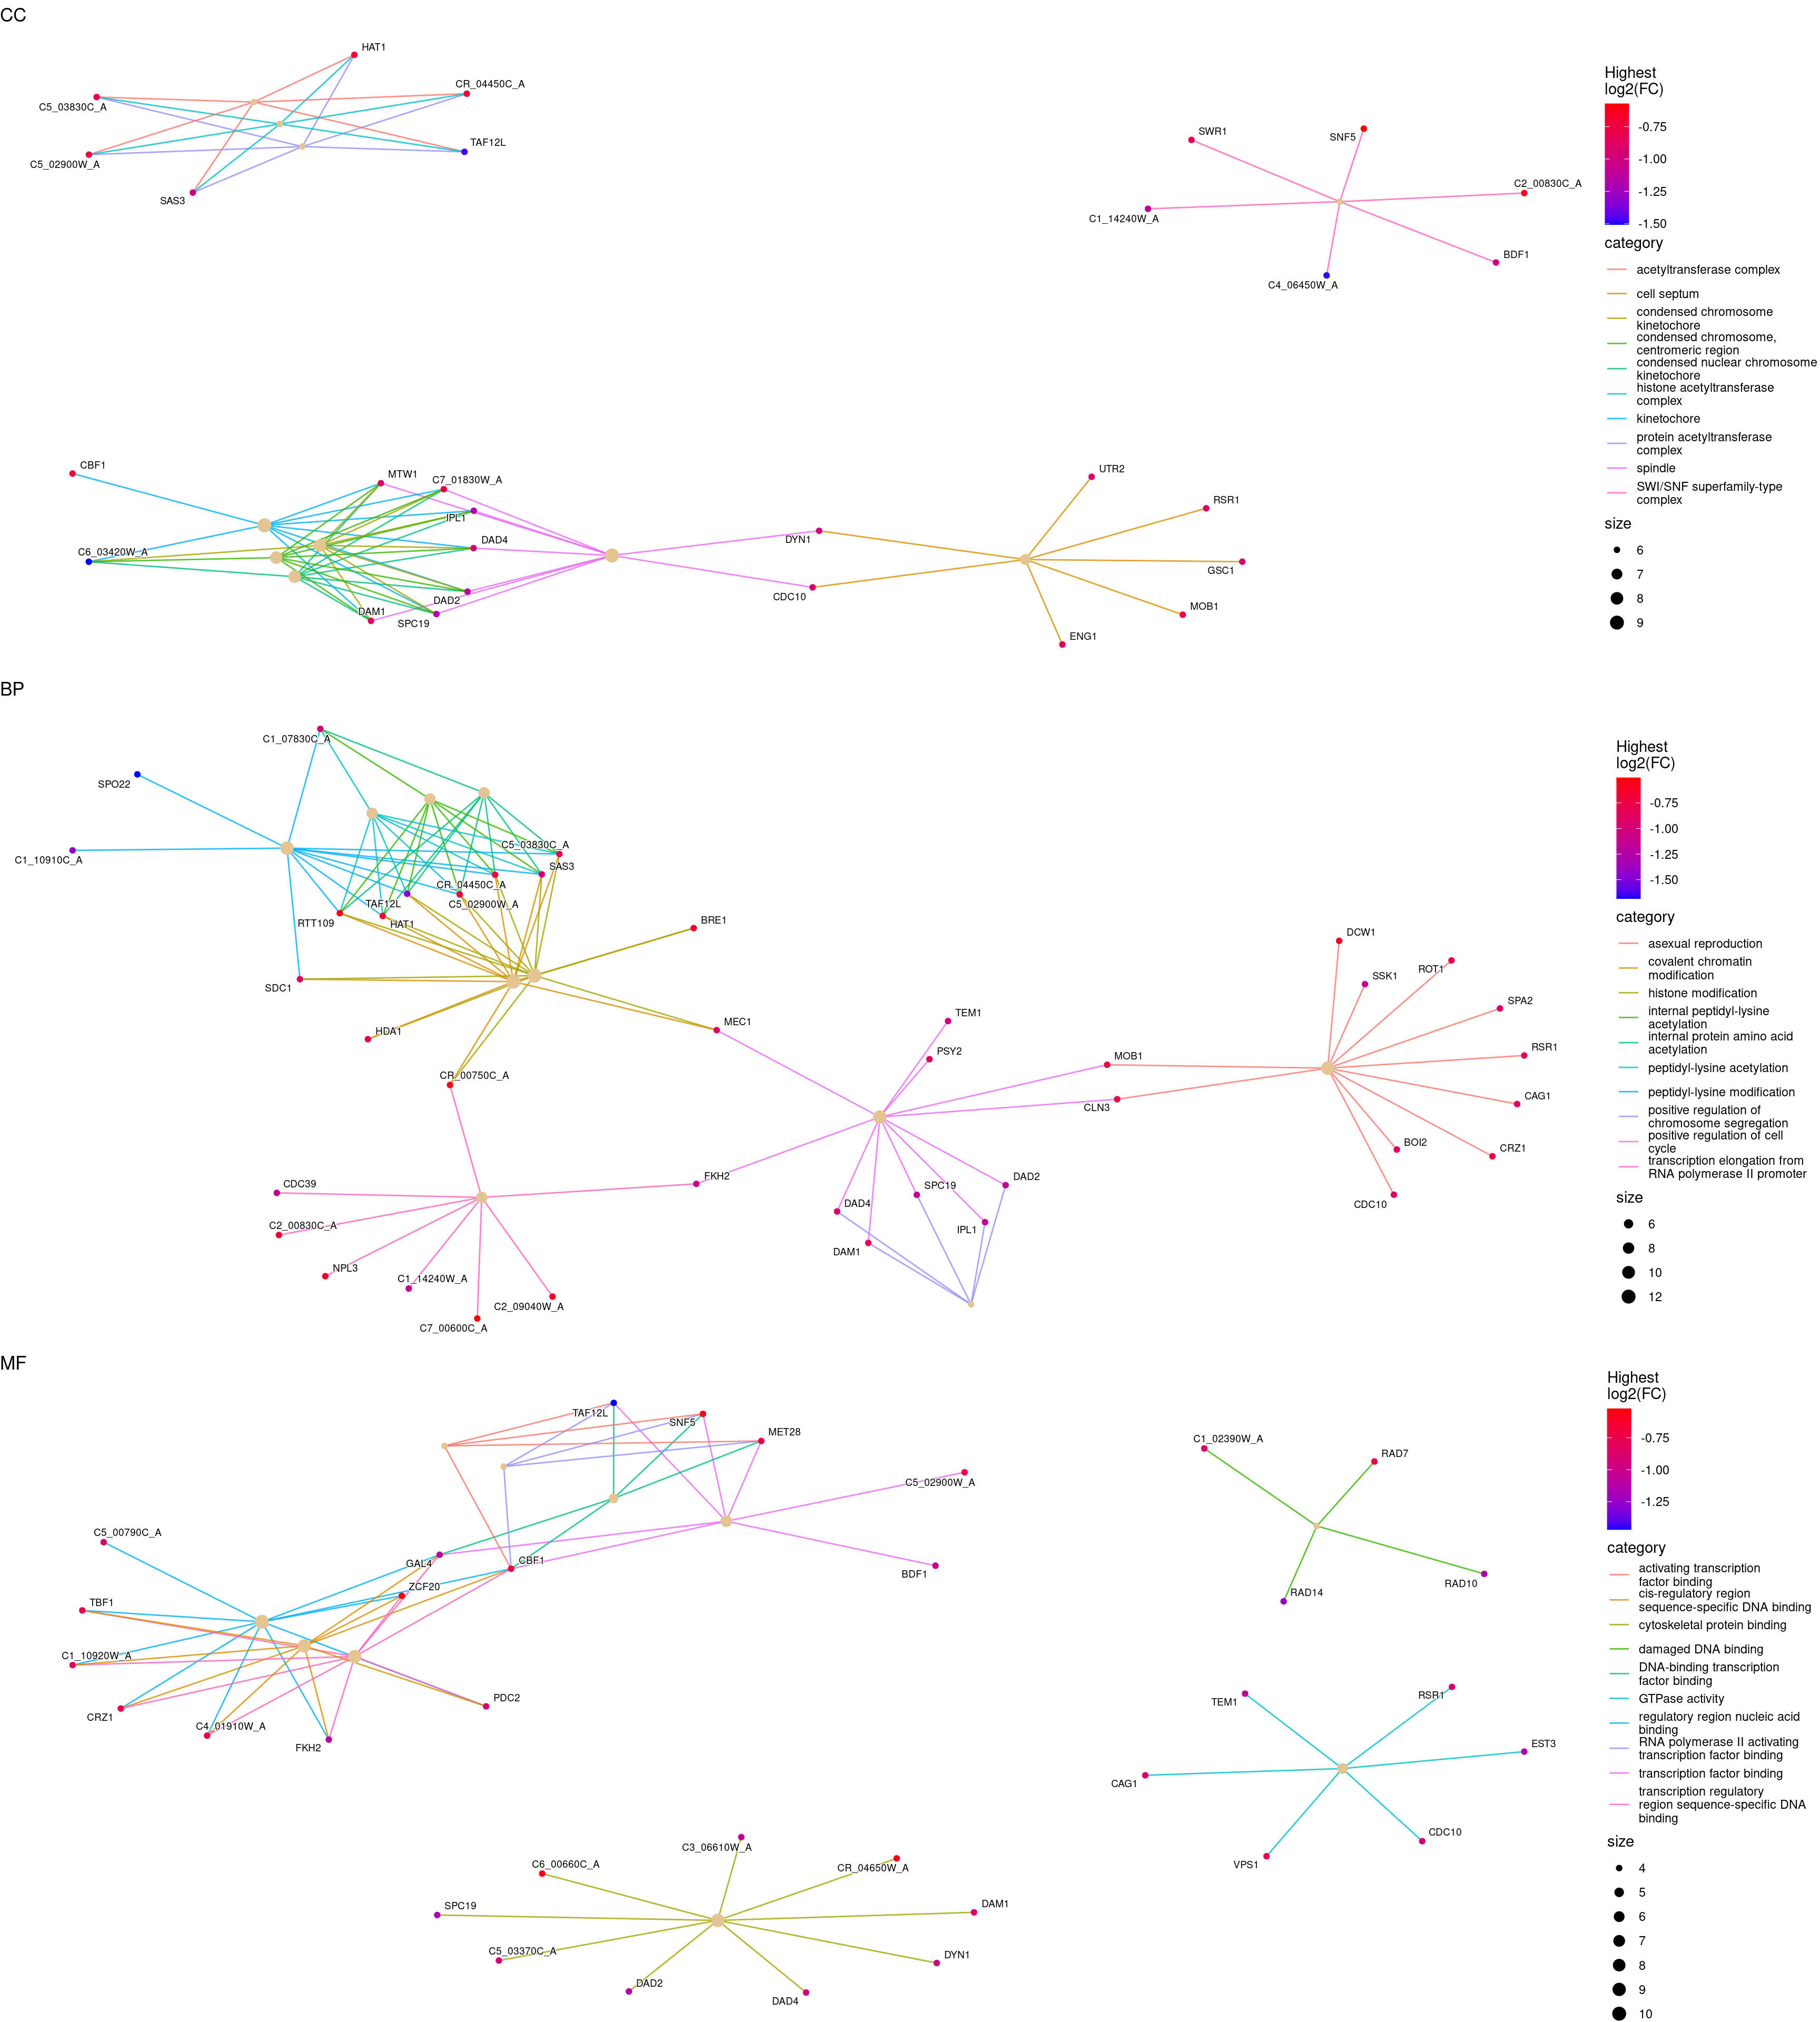 CC
HAT1
CR_04450C_A
C5_03830C_A
TAF12L
C5_02900W_A
SAS3
SWR1
SNF5
C2_00830C_A
C1_14240W_A
BDF1
C4_06450W_A
CBF1
MTW1
C7_01830W_A
IPL1
C6_03420W_A
DAD4
DAD2
DAM1
SPC19
DYN1
CDC10
UTR2
RSR1
GSC1
MOB1
ENG1
Highest
log2(FC)
-0.75
-1.00
-1.25
-1.50
category
acetyltransferase complex
cell septum
condensed chromosome
kinetochore
condensed chromosome,
centromeric region
condensed nuclear chromosome
kinetochore
histone acetyltransferase
complex
kinetochore
protein acetyltransferase
complex
spindle
SWI/SNF superfamily-type
complex
size
6
7
8
9
BP
C1_07830C_A
SPO22
C1_10910C_A
C5_03830C_A
SAS3
CR_04450C_A
TAF12L
C5_02900W_A
RTT109
HAT1
BRE1
SDC1
HDA1
MEC1
CR_00750C_A
TEM1
PSY2
MOB1
CLN3
DCW1
SSK1
ROT1
SPA2
RSR1
CAG1
BOI2
CRZ1
CDC10
CDC39
FKH2
C2_00830C_A
NPL3
C1_14240W_A
C2_09040W_A
C7_00600C_A
SPC19
DAD2
DAD4
IPL1
DAM1
Highest
log2(FC)
-0.75
-1.00
-1.25
-1.50
category
asexual reproduction
covalent chromatin
modification
histone modification
internal peptidyl-lysine
acetylation
internal protein amino acid
acetylation
peptidyl-lysine acetylation
peptidyl-lysine modification
positive regulation of
chromosome segregation
positive regulation of cell
cycle
transcription elongation from
RNA polymerase II promoter
size
6
8
10
12
MF
TAF12L
SNF5
MET28
C5_02900W_A
C5_00790C_A
GAL4
CBF1
BDF1
ZCF20
TBF1
C1_10920W_A
PDC2
CRZ1
C4_01910W_A
FKH2
C1_02390W_A
RAD7
RAD14
RAD10
TEM1
RSR1
EST3
CAG1
CDC10
VPS1
C3_06610W_A
C6_00660C_A
CR_04650W_A
SPC19
DAM1
C5_03370C_A
DYN1
DAD2
DAD4
Highest
log2(FC)
-0.75
-1.00
-1.25
category
activating transcription
factor binding
cis-regulatory region
sequence-specific DNA binding
cytoskeletal protein binding
damaged DNA binding
DNA-binding transcription
factor binding
GTPase activity
regulatory region nucleic acid
binding
RNA polymerase II activating
transcription factor binding
transcription factor binding
transcription regulatory
region sequence-specific DNA
binding
size
4
5
6
7
8
9
10